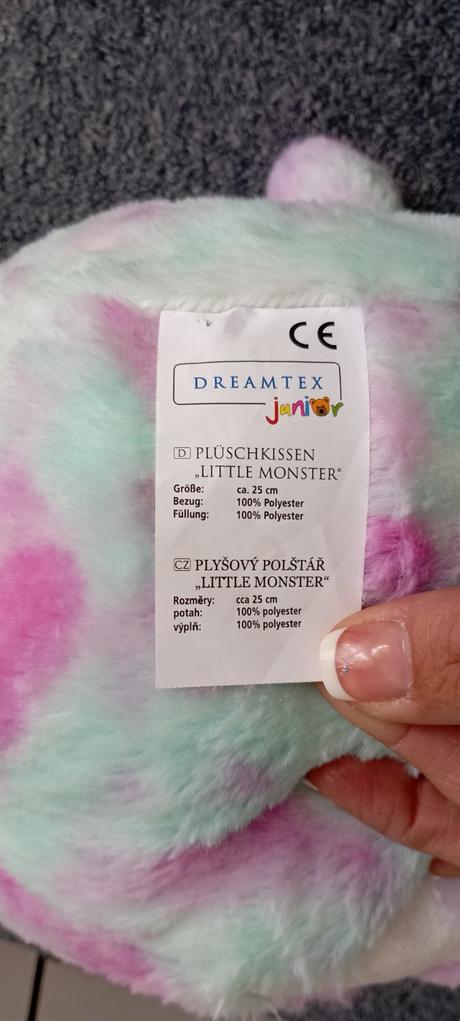 CE
DREAMTEX
junior
D PLÜSCHKISSEN
„LITTLE MONSTER“
Größe: ca. 25 cm
Bezug: 100% Polyester
Füllung: 100% Polyester
CZ PLYŠOVÝ POLŠTÁŘ
„LITTLE MONSTER“
Rozměry: cca 25 cm
potah: 100% polyester
výplň: 100% polyester